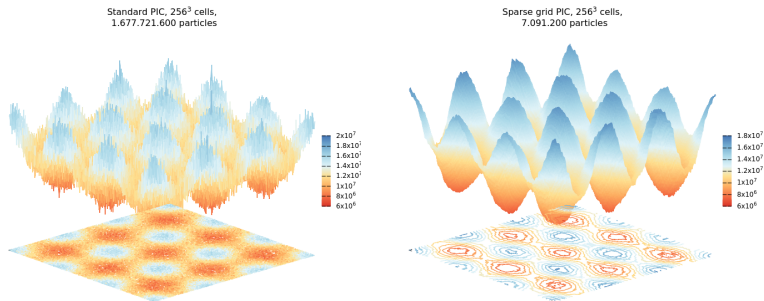 Standard PIC, 256³ cells,
1.677.721.600 particles
Sparse grid PIC, 256³ cells,
7.091.200 particles
2x10⁷
1.8x10⁷
1.6x10⁷
1.4x10⁷
1.2x10⁷
1x10⁷
8x10⁶
6x10⁶
1.8x10⁷
1.6x10⁷
1.4x10⁷
1.2x10⁷
1x10⁷
8x10⁶
6x10⁶